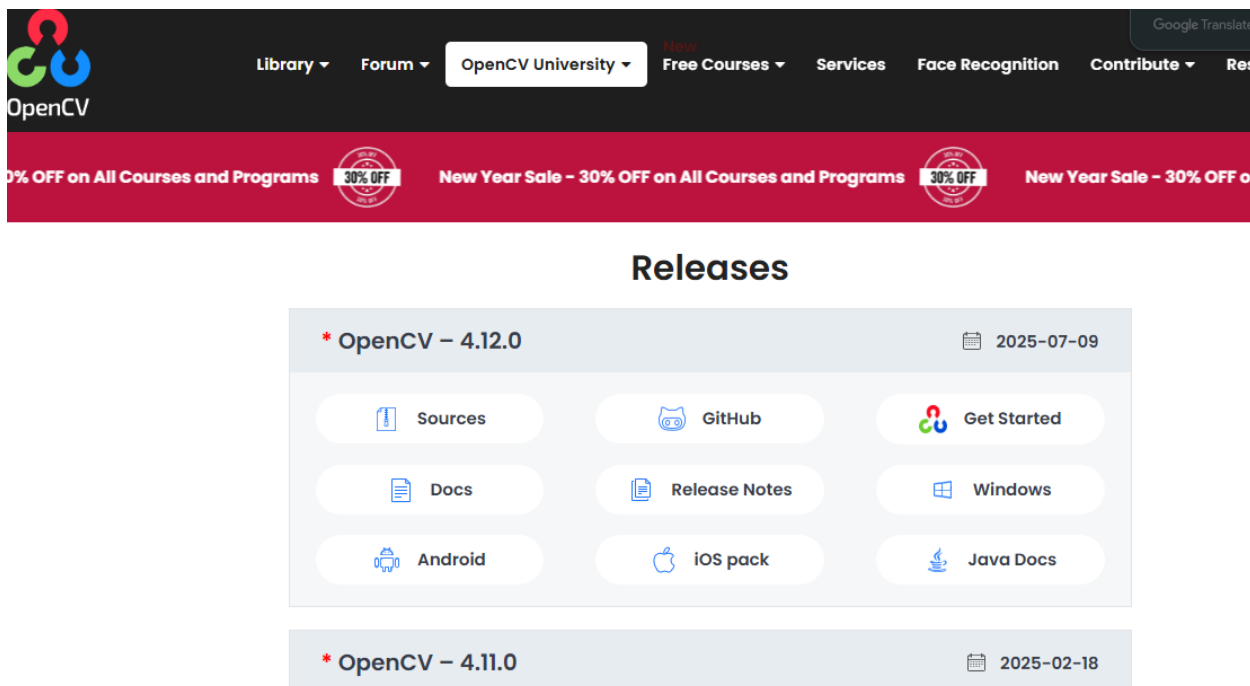 Google Translate
New
Library Forum OpenCV University Free Courses Services Face Recognition Contribute
OpenCV
OFF on All Courses and Programs 30% OFF New Year Sale - 30% OFF on All Courses and Programs 30% OFF New Year Sale - 30% OFF
Releases
* OpenCV – 4.12.0 2025-07-09
Sources GitHub Get Started
Docs Release Notes Windows
Android iOS pack Java Docs
* OpenCV – 4.11.0 2025-02-18